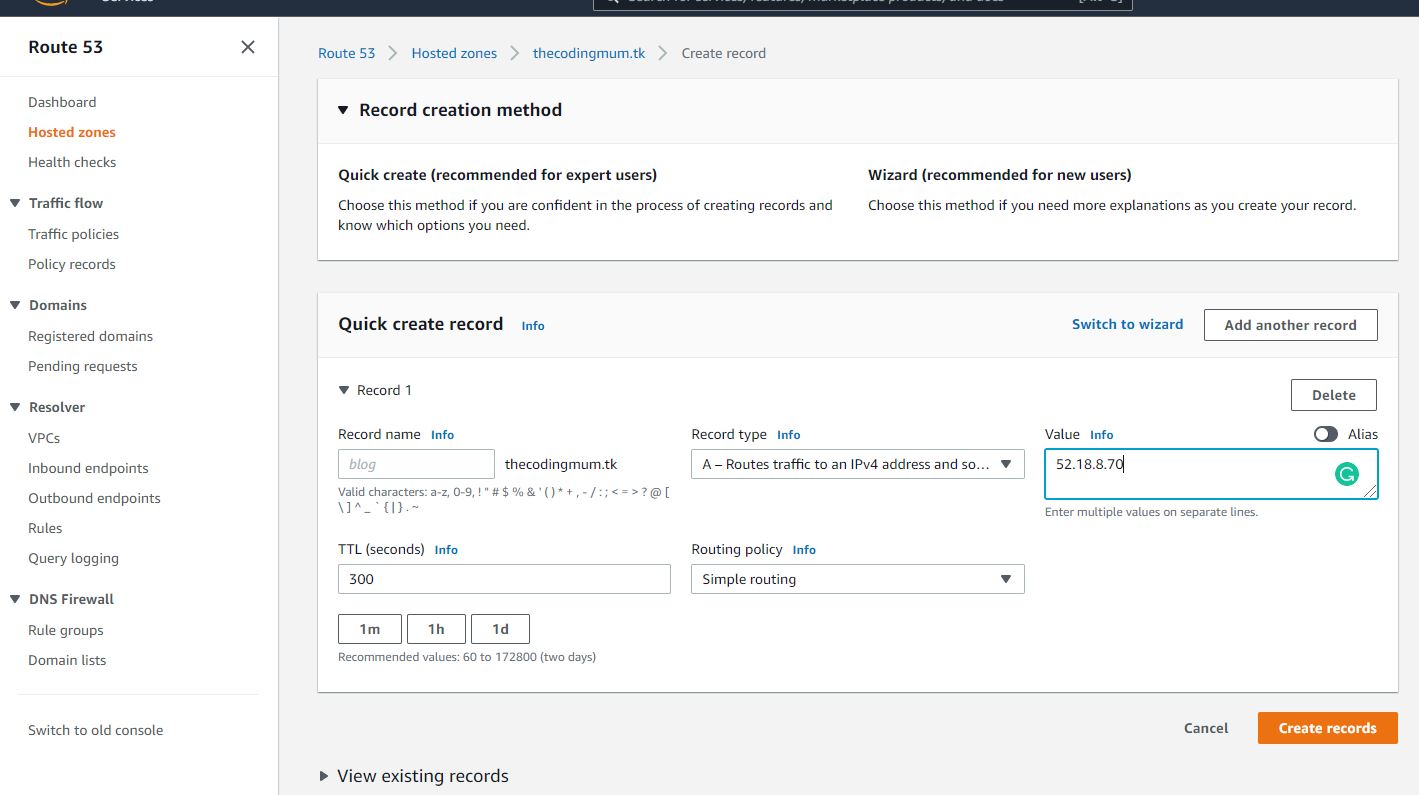 Route 53
Dashboard
Hosted zones
Health checks
Traffic flow
Traffic policies
Policy records
Domains
Registered domains
Pending requests
Resolver
VPCs
Inbound endpoints
Outbound endpoints
Rules
Query logging
DNS Firewall
Rule groups
Domain lists
Switch to old console
Route 53 > Hosted zones > thecodingmum.tk > Create record
Record creation method
Quick create (recommended for expert users)
Choose this method if you are confident in the process of creating records and
know which options you need.
Wizard (recommended for new users)
Choose this method if you need more explanations as you create your record.
Quick create record Info
Switch to wizard
Add another record
Record 1
Delete
Record name Info
blog
thecodingmum.tk
Valid characters: a-z, 0-9, ! " # $ % & ' ( ) * + , - / : ; < = > ? @ [
\ ] ^ _ ` { | } . ~
Record type Info
A – Routes traffic to an IPv4 address and so...
Value Info
Alias
52.18.8.70
Enter multiple values on separate lines.
TTL (seconds) Info
300
1m 1h 1d
Recommended values: 60 to 172800 (two days)
Routing policy Info
Simple routing
Cancel
Create records
View existing records